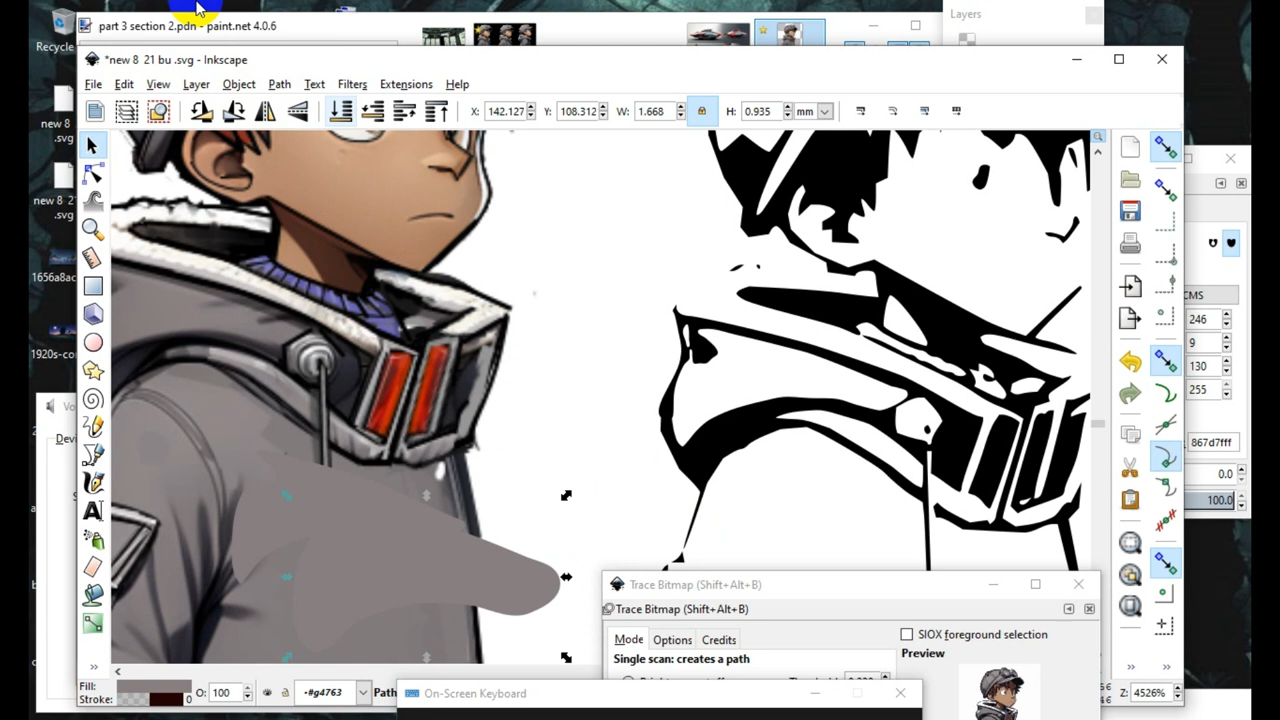 Layers
Recycle
part 3 section 2.pdn - paint.net 4.0.6
*new 8 21 bu .svg - Inkscape
File Edit View Layer Object Path Filters Extensions Help
X: 142.127 Y: 108.312 W: 1.668 H: 0.935 mm
new 8
.svg
new 8 2
.svg
1656a8ac
1920s-co
CMS
246
9
130
255
867d7fff
0.0
100.0
Trace Bitmap (Shift+Alt+B)
Trace Bitmap (Shift+Alt+B)
Mode Options Credits
SIOX foreground selection
Single scan: creates a path
Preview
Fill:
Stroke: 0 O: 100 -#g4763 Path
On-Screen Keyboard
Z: 4526%